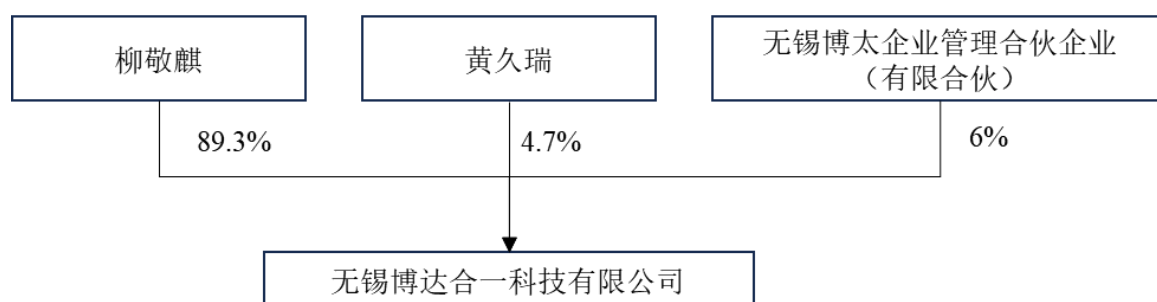 柳敬麒
黄久瑞
无锡博太企业管理合伙企业
（有限合伙）
89.3%
4.7%
6%
无锡博达合一科技有限公司